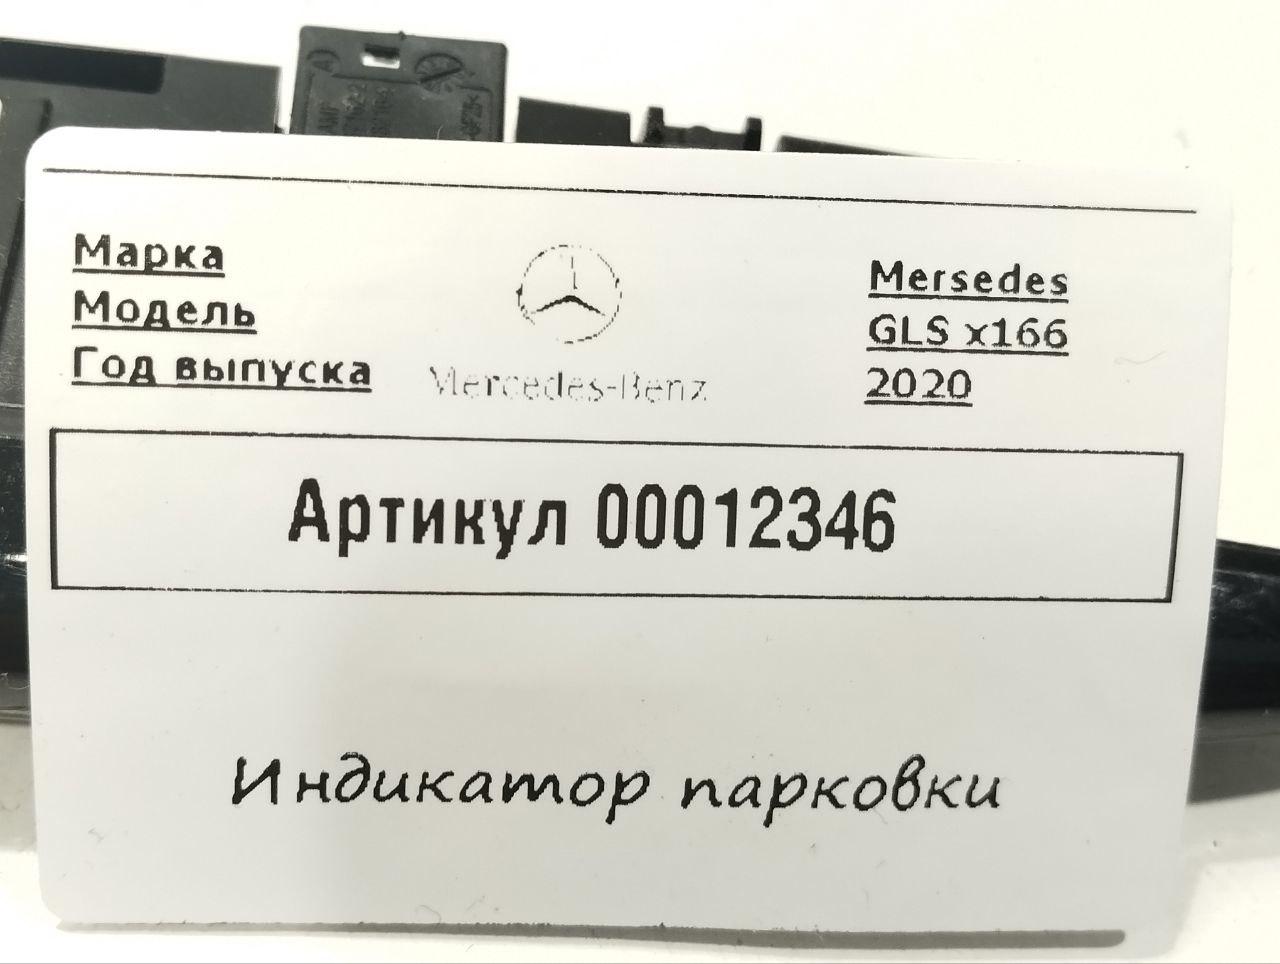 Марка
Модель
Год выпуска
Mercedes-Benz
Mersedes
GLS x166
2020
Артикул 00012346
Индикатор парковки